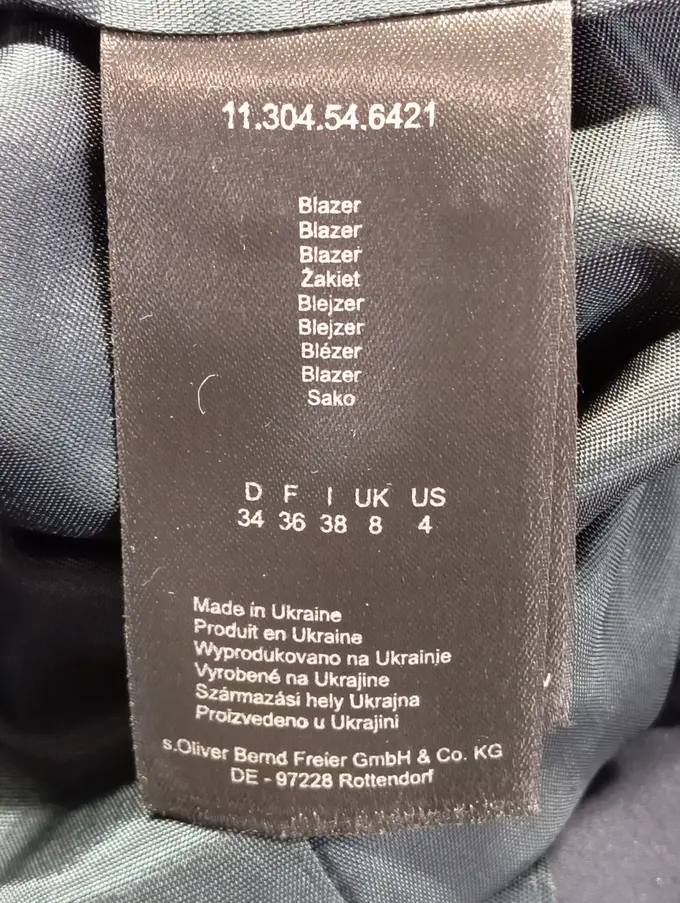 11.304.54.6421
Blazer
Blazer
Blazer
Żakiet
Blejzer
Blejzer
Blézer
Blazer
Sako
D F I UK US
34 36 38 8 4
Made in Ukraine
Produit en Ukraine
Wyprodukowano na Ukrainie
Vyrobené na Ukrajine
Származási hely Ukrajna
Proizvedeno u Ukrajini
s.Oliver Bernd Freier GmbH & Co. KG
DE - 97228 Rottendorf